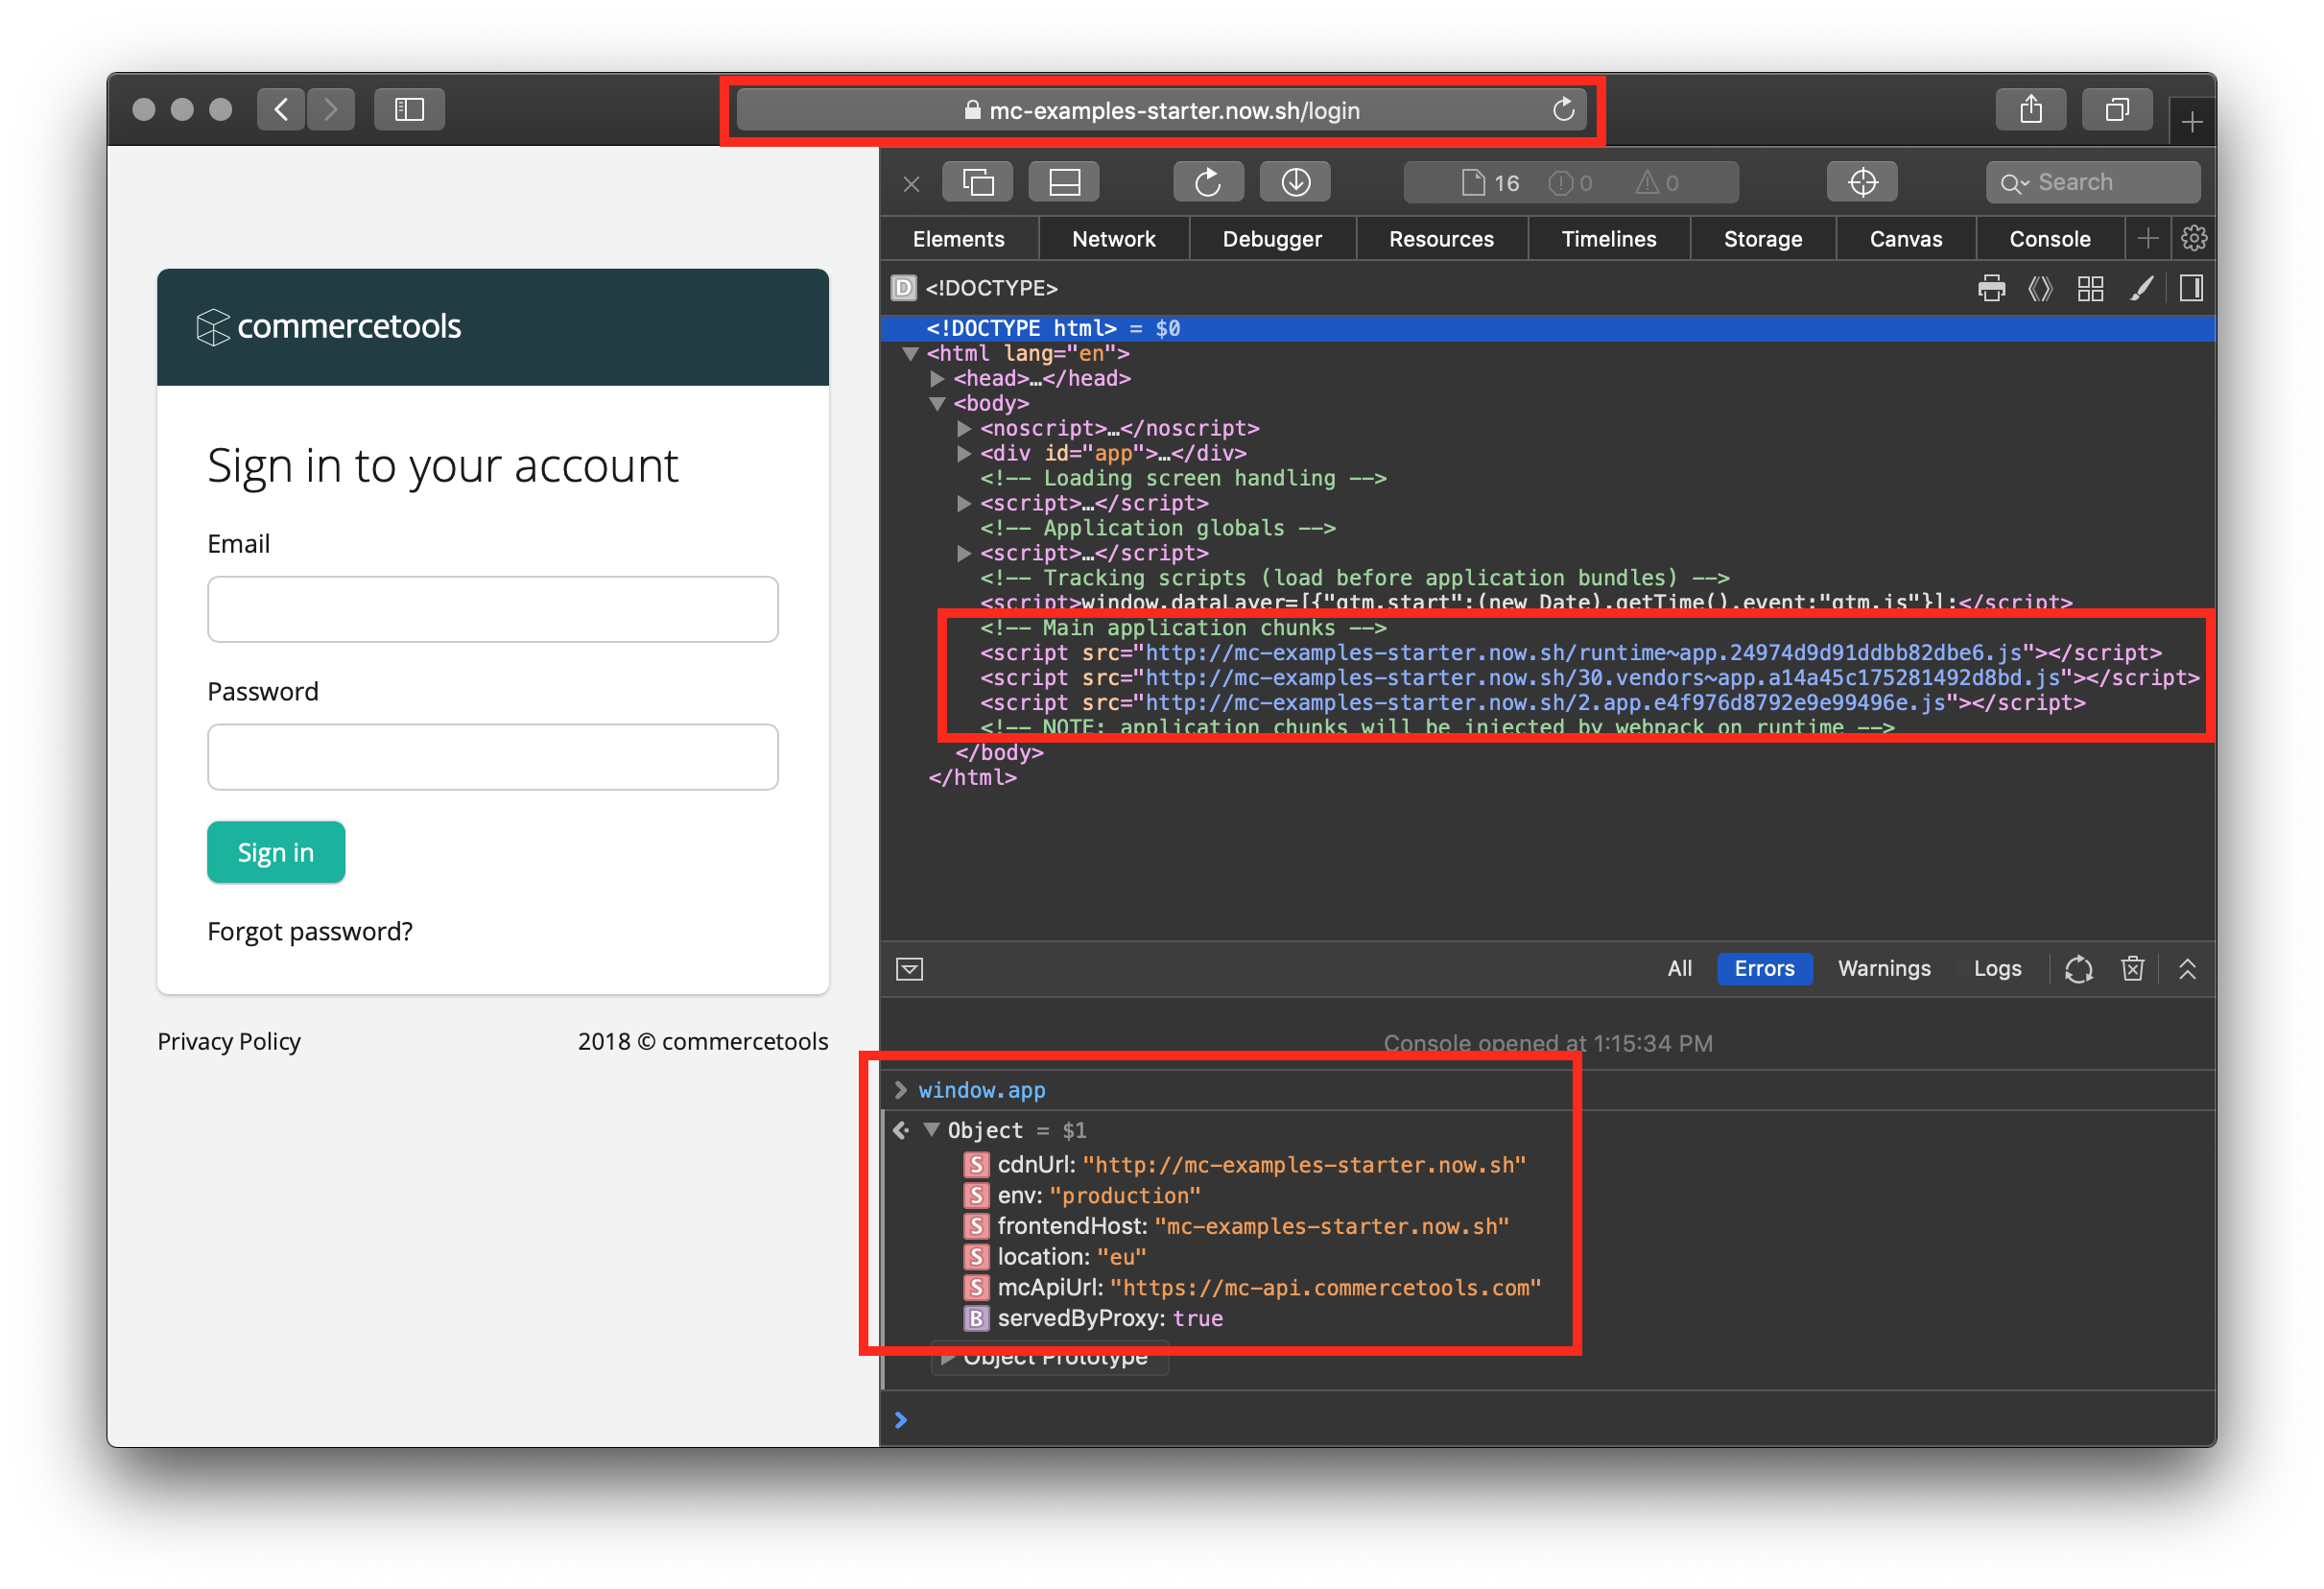 mc-examples-starter.now.sh/login
commercetools
Sign in to your account
Email
Password
Sign in
Forgot password?
Privacy Policy
2018 © commercetools
16 0 0
Search
Elements Network Debugger Resources Timelines Storage Canvas Console
D <!DOCTYPE>
<!DOCTYPE html> = $0
<html lang="en">
<head>…</head>
<body>
<noscript>…</noscript>
<div id="app">…</div>
<!-- Loading screen handling -->
<script>…</script>
<!-- Application globals -->
<script>…</script>
<!-- Tracking scripts (load before application bundles) -->
<script>window.dataLayer=[{"gtm.start":(new Date).getTime(),event:"gtm.js"}];</script>
<!-- Main application chunks -->
<script src="http://mc-examples-starter.now.sh/runtime~app.24974d9d91ddbb82dbe6.js"></script>
<script src="http://mc-examples-starter.now.sh/30.vendors~app.a14a45c175281492d8bd.js"></script>
<script src="http://mc-examples-starter.now.sh/2.app.e4f976d8792e9e99496e.js"></script>
<!-- NOTE: application chunks will be injected by webpack on runtime -->
</body>
</html>
All Errors Warnings Logs
Console opened at 1:15:34 PM
window.app
Object = $1
S cdnUrl: "http://mc-examples-starter.now.sh"
S env: "production"
S frontendHost: "mc-examples-starter.now.sh"
S location: "eu"
S mcApiUrl: "https://mc-api.commercetools.com"
B servedByProxy: true
Object Prototype